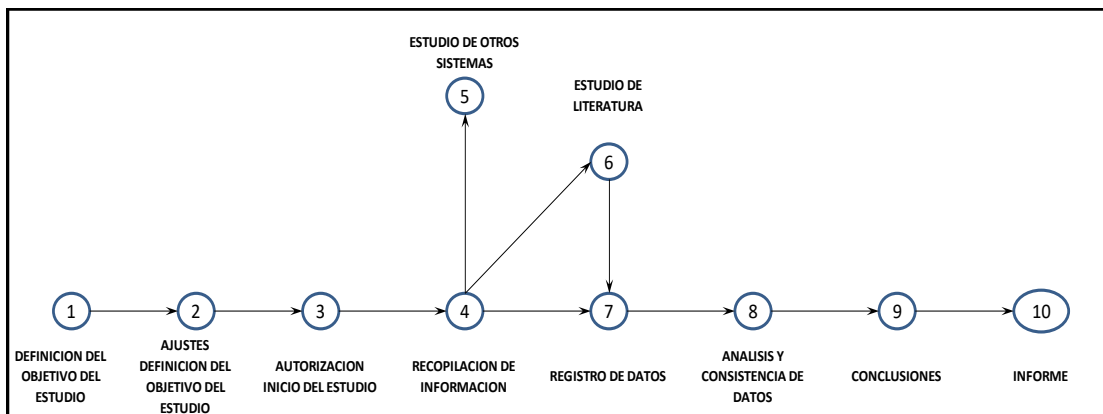 ESTUDIO DE OTROS
SISTEMAS
5
ESTUDIO DE
LITERATURA
6
1
2
3
4
7
8
9
10
DEFINICION DEL
OBJETIVO DEL
ESTUDIO
AJUSTES
DEFINICION DEL
OBJETIVO DEL
ESTUDIO
AUTORIZACION
INICIO DEL ESTUDIO
RECOPILACION DE
INFORMACION
REGISTRO DE DATOS
ANALISIS Y
CONSISTENCIA DE
DATOS
CONCLUSIONES
INFORME